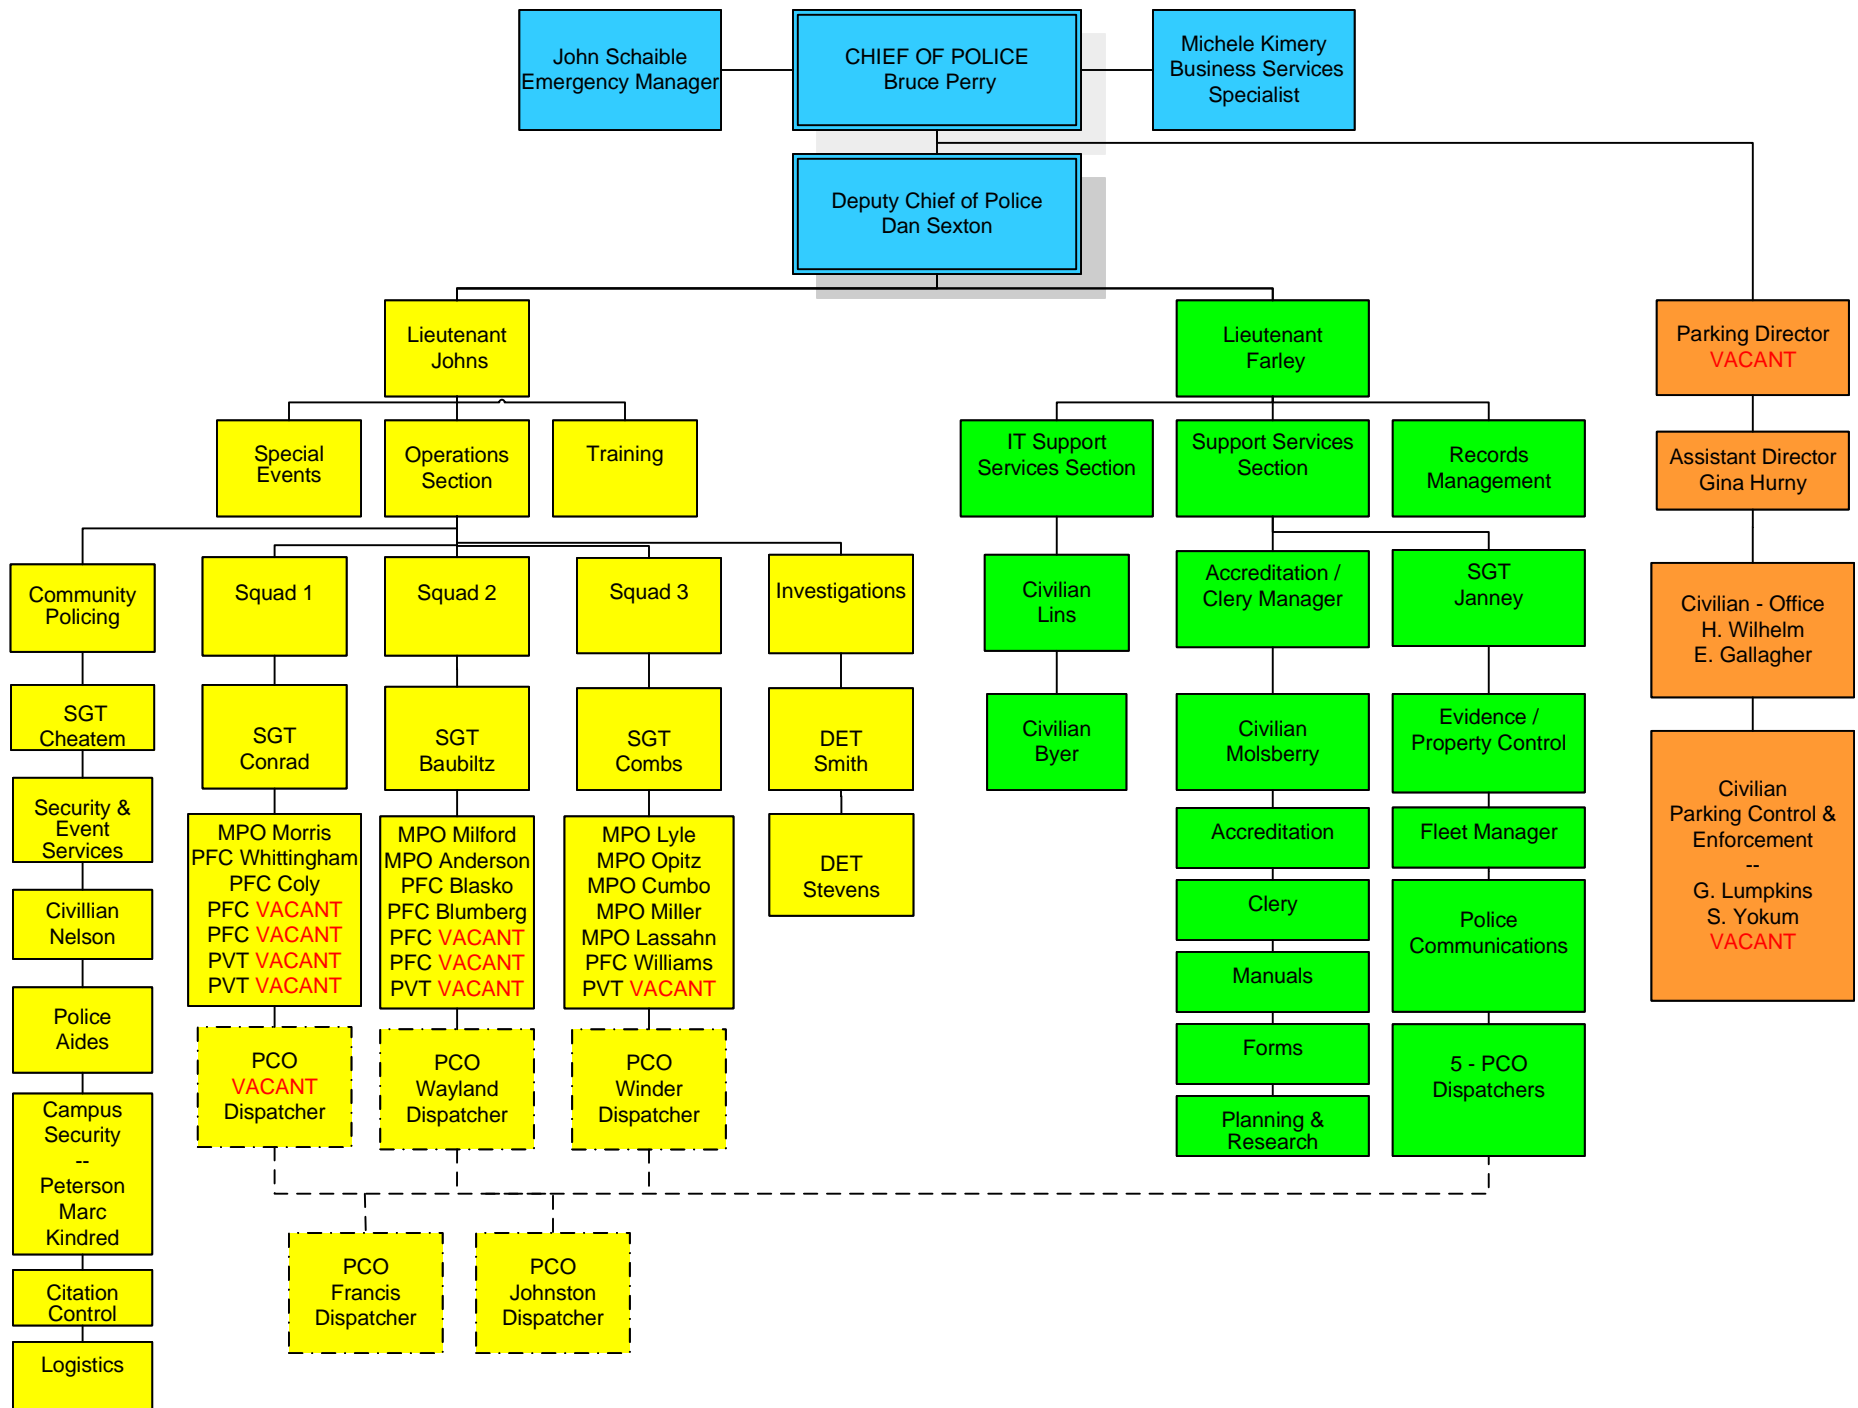 John Schaible
Emergency Manager
CHIEF OF POLICE
Bruce Perry
Michele Kimery
Business Services
Specialist
Deputy Chief of Police
Dan Sexton
Lieutenant
Johns
Lieutenant
Farley
Parking Director
VACANT
Special
Events
Operations
Section
Training
IT Support
Services Section
Support Services
Section
Records
Management
Assistant Director
Gina Hurny
Community
Policing
Squad 1
Squad 2
Squad 3
Investigations
Civilian
Lins
Accreditation /
Clery Manager
SGT
Janney
Civilian - Office
H. Wilhelm
E. Gallagher
SGT
Cheatem
SGT
Conrad
SGT
Baubiltz
SGT
Combs
DET
Smith
Civilian
Byer
Civilian
Molsberry
Evidence /
Property Control
Civilian
Parking Control &
Enforcement
--
G. Lumpkins
S. Yokum
VACANT
Security &
Event
Services
MPO Morris
PFC Whittingham
PFC Coly
PFC VACANT
PFC VACANT
PVT VACANT
PVT VACANT
MPO Milford
MPO Anderson
PFC Blasko
PFC Blumberg
PFC VACANT
PFC VACANT
PVT VACANT
MPO Lyle
MPO Opitz
MPO Cumbo
MPO Miller
MPO Lassahn
PFC Williams
PVT VACANT
DET
Stevens
Accreditation
Fleet Manager
Civillian
Nelson
Clery
Police
Communications
Manuals
Police
Aides
PCO
VACANT
Dispatcher
PCO
Wayland
Dispatcher
PCO
Winder
Dispatcher
Forms
5 - PCO
Dispatchers
Campus
Security
--
Peterson
Marc
Kindred
Planning &
Research
Citation
Control
PCO
Francis
Dispatcher
PCO
Johnston
Dispatcher
Logistics